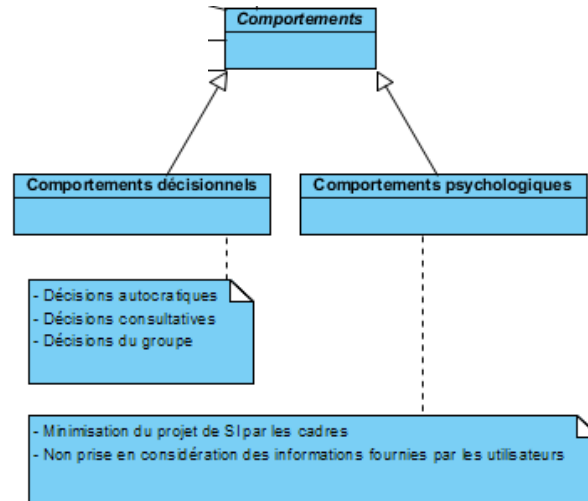 Comportements
Comportements décisionnels
Comportements psychologiques
- Décisions autocratiques
- Décisions consultatives
- Décisions du groupe
- Minimisation du projet de SI par les cadres
- Non prise en considération des informations fournies par les utilisateurs